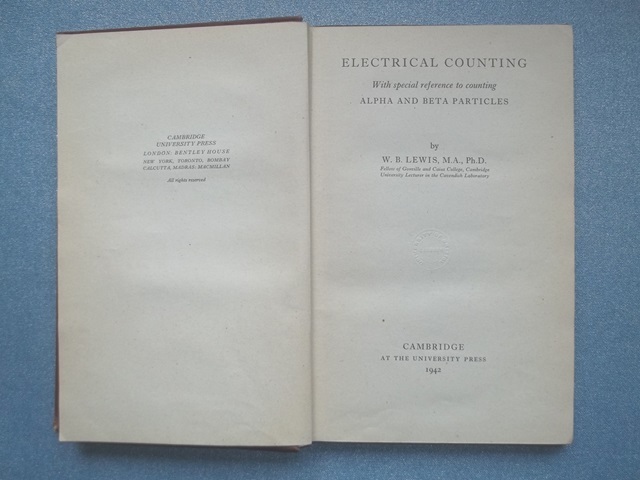 CAMBRIDGE
UNIVERSITY PRESS
LONDON: BENTLEY HOUSE
NEW YORK, TORONTO, BOMBAY
CALCUTTA, MADRAS: MACMILLAN
All rights reserved
ELECTRICAL COUNTING
With special reference to counting
ALPHA AND BETA PARTICLES
by
W. B. LEWIS, M.A., Ph.D.
Fellow of Gonville and Caius College, Cambridge
University Lecturer in the Cavendish Laboratory
CAMBRIDGE
AT THE UNIVERSITY PRESS
1942